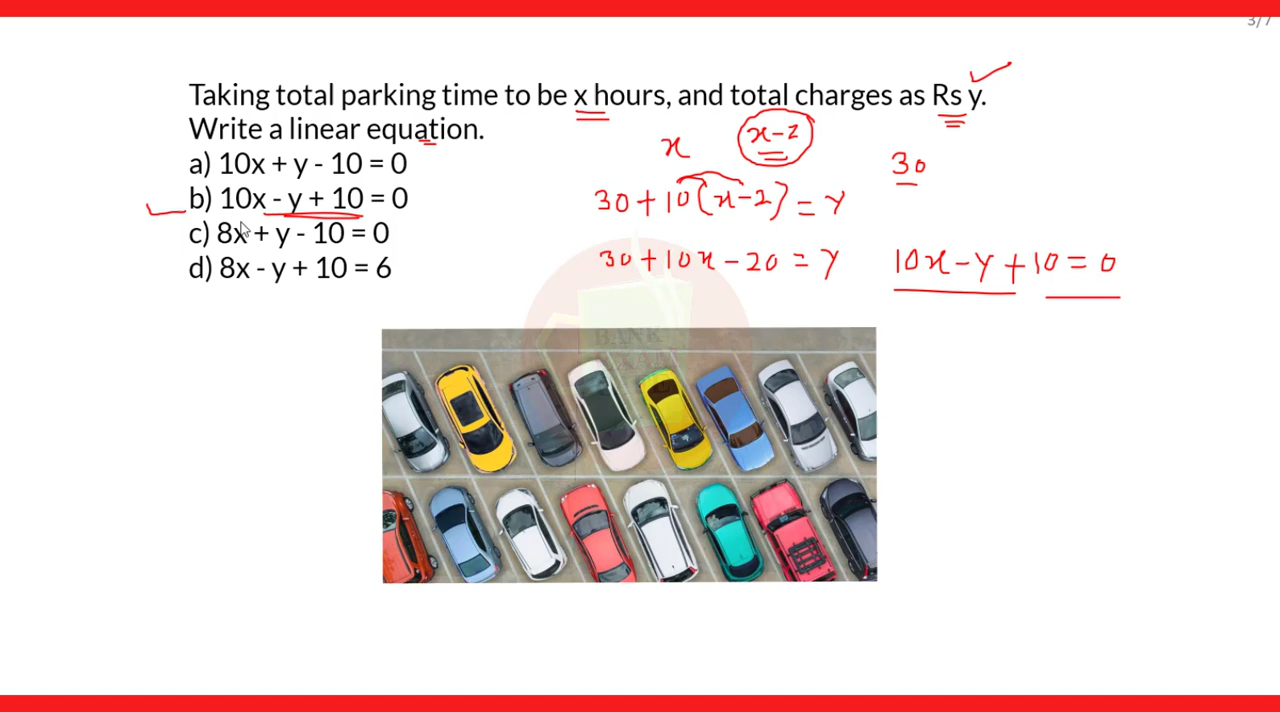 3/7
Taking total parking time to be x hours, and total charges as Rs y.
Write a linear equation.
x x-2
a) 10x + y - 10 = 0 30
b) 10x - y + 10 = 0 30+10(x-2) = y
c) 8x + y - 10 = 0
d) 8x - y + 10 = 6 30+10x-20 = y 10x-y+10=0
BANK